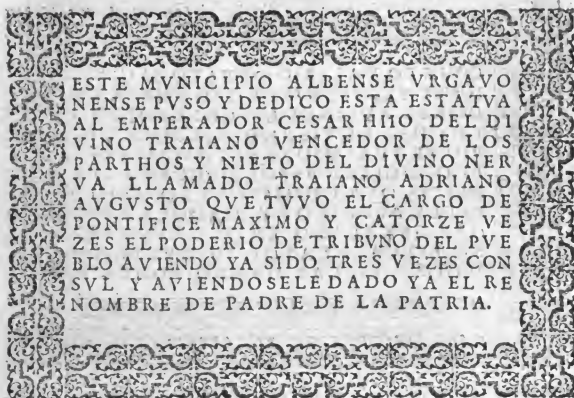 ESTE MVNICIPIO ALBENSE VRGAVO
NENSE PVSO Y DEDICO ESTA ESTATVA
AL EMPERADOR CESAR HIIO DEL DI
VINO TRAIANO VENCEDOR DE LOS
PARTHOS Y NIETO DEL DIVINO NER
VA LLAMADO TRAIANO ADRIANO
AVGVSTO QVE TVVO EL CARGO DE
PONTIFICE MAXIMO Y CATORZE VE
ZES EL PODERIO DE TRIBVNO DEL PVE
BLO AVIENDO YA SIDO TRES VEZES CON
SVL Y AVIENDOSELE DADO YA EL RE
NOMBRE DE PADRE DE LA PATRIA.